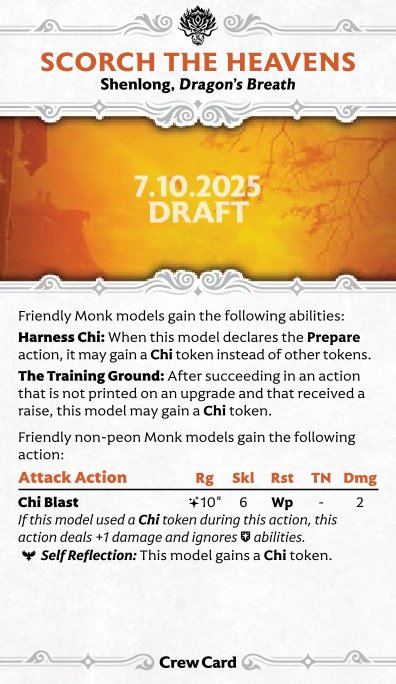 SCORCH THE HEAVENS
Shenlong, Dragon's Breath
7.10.2025
DRAFT
Friendly Monk models gain the following abilities:
Harness Chi: When this model declares the Prepare
action, it may gain a Chi token instead of other tokens.
The Training Ground: After succeeding in an action
that is not printed on an upgrade and that received a
raise, this model may gain a Chi token.
Friendly non-peon Monk models gain the following
action:
Attack Action Rg Skl Rst TN Dmg
Chi Blast 10" 6 Wp - 2
If this model used a Chi token during this action, this
action deals +1 damage and ignores abilities.
Self Reflection: This model gains a Chi token.
Crew Card